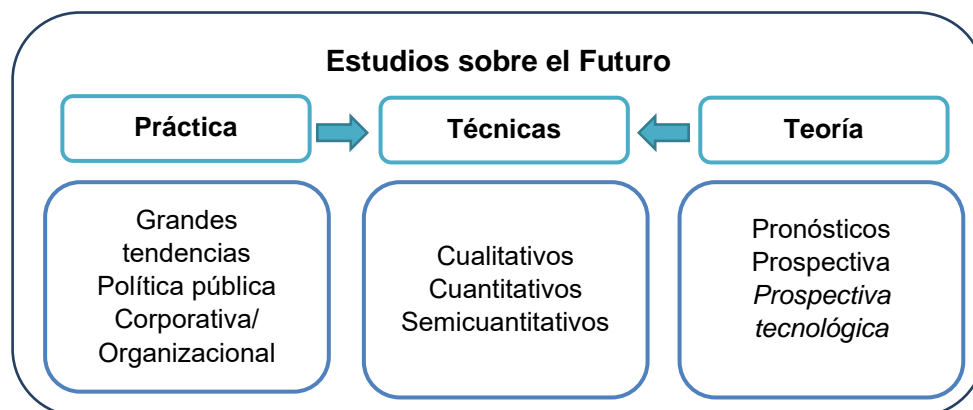 Estudios sobre el Futuro
Práctica
Técnicas
Teoría
Grandes
tendencias
Política pública
Corporativa/
Organizacional
Cualitativos
Cuantitativos
Semicuantitativos
Pronósticos
Prospectiva
Prospectiva
tecnológica